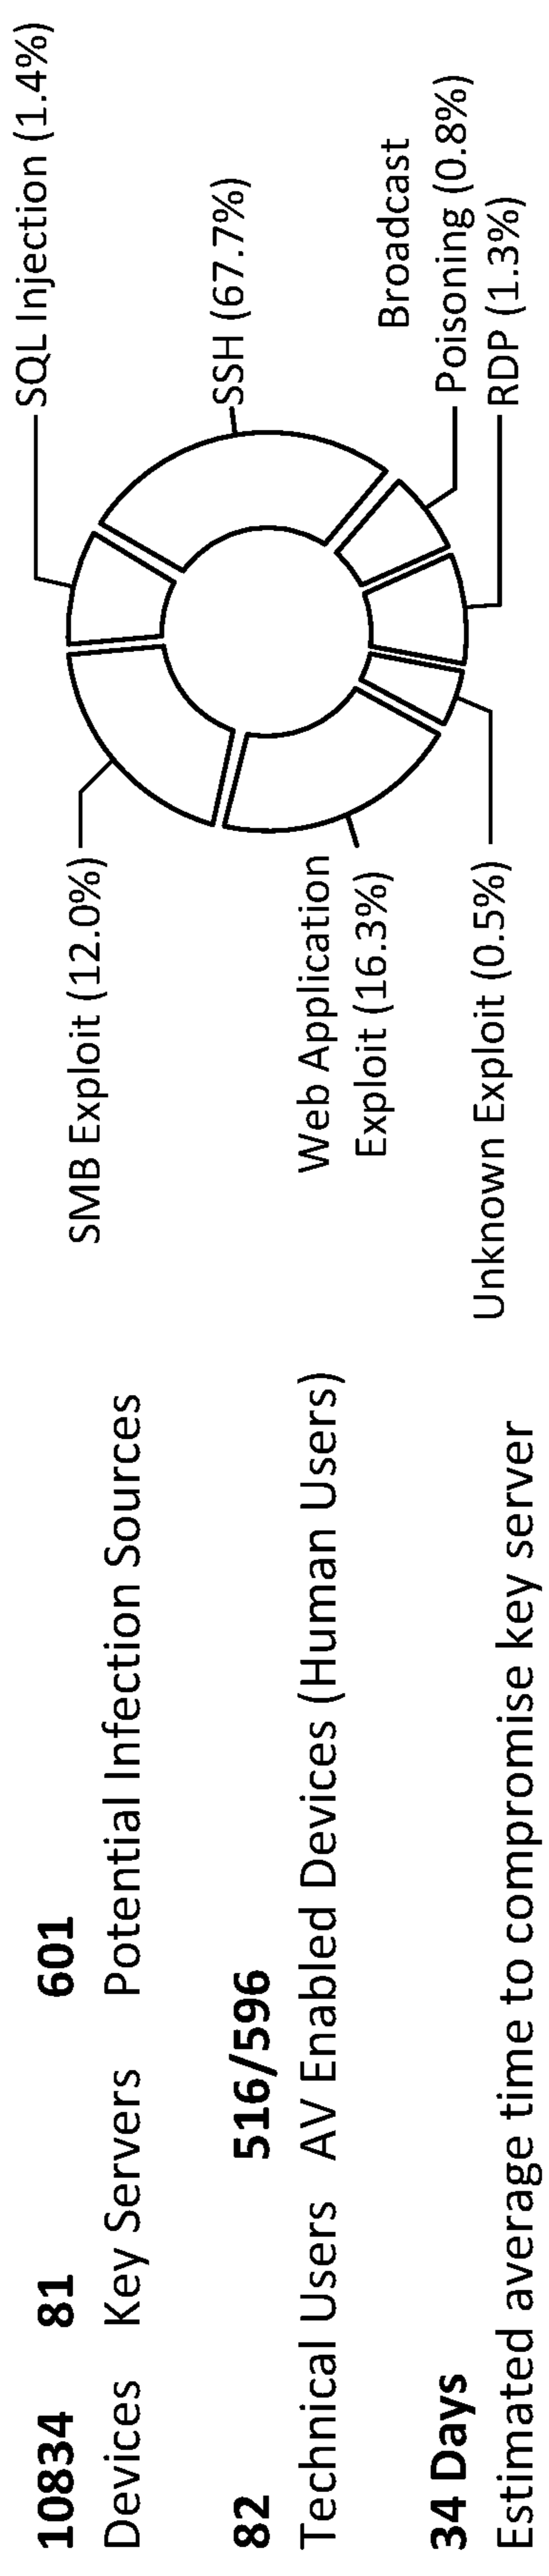 10834
Devices
81
Key Servers
601
Potential Infection Sources
82
Technical Users
516/596
AV Enabled Devices (Human Users)
34 Days
Estimated average time to compromise key server
SMB Exploit (12.0%)
SQL Injection (1.4%)
SSH (67.7%)
Web Application
Exploit (16.3%)
Broadcast
Poisoning (0.8%)
Unknown Exploit (0.5%)
RDP (1.3%)